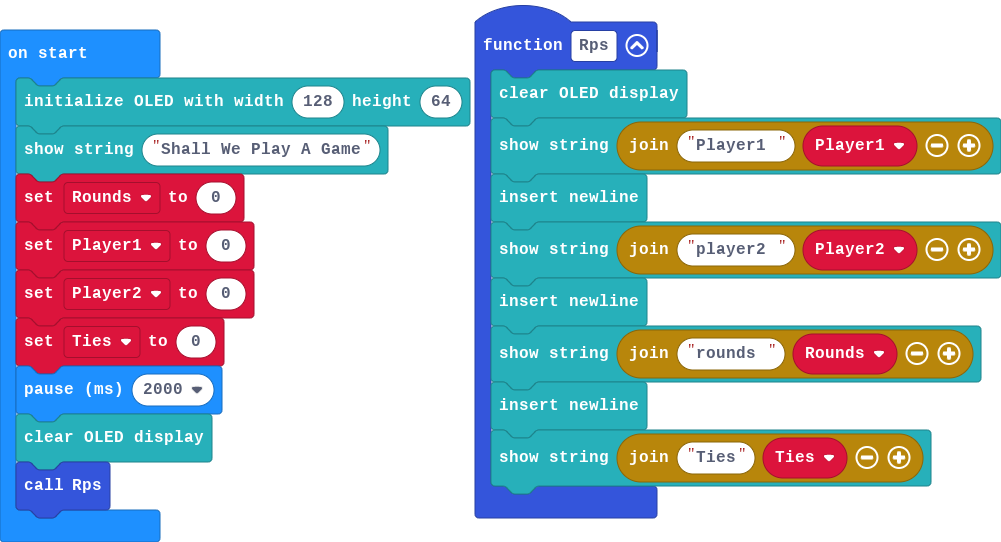 on start
initialize OLED with width 128 height 64
show string "Shall We Play A Game"
set Rounds to 0
set Player1 to 0
set Player2 to 0
set Ties to 0
pause (ms) 2000
clear OLED display
call Rps
function Rps
clear OLED display
show string join "Player1 " Player1
insert newline
show string join "player2 " Player2
insert newline
show string join "rounds " Rounds
insert newline
show string join "Ties" Ties